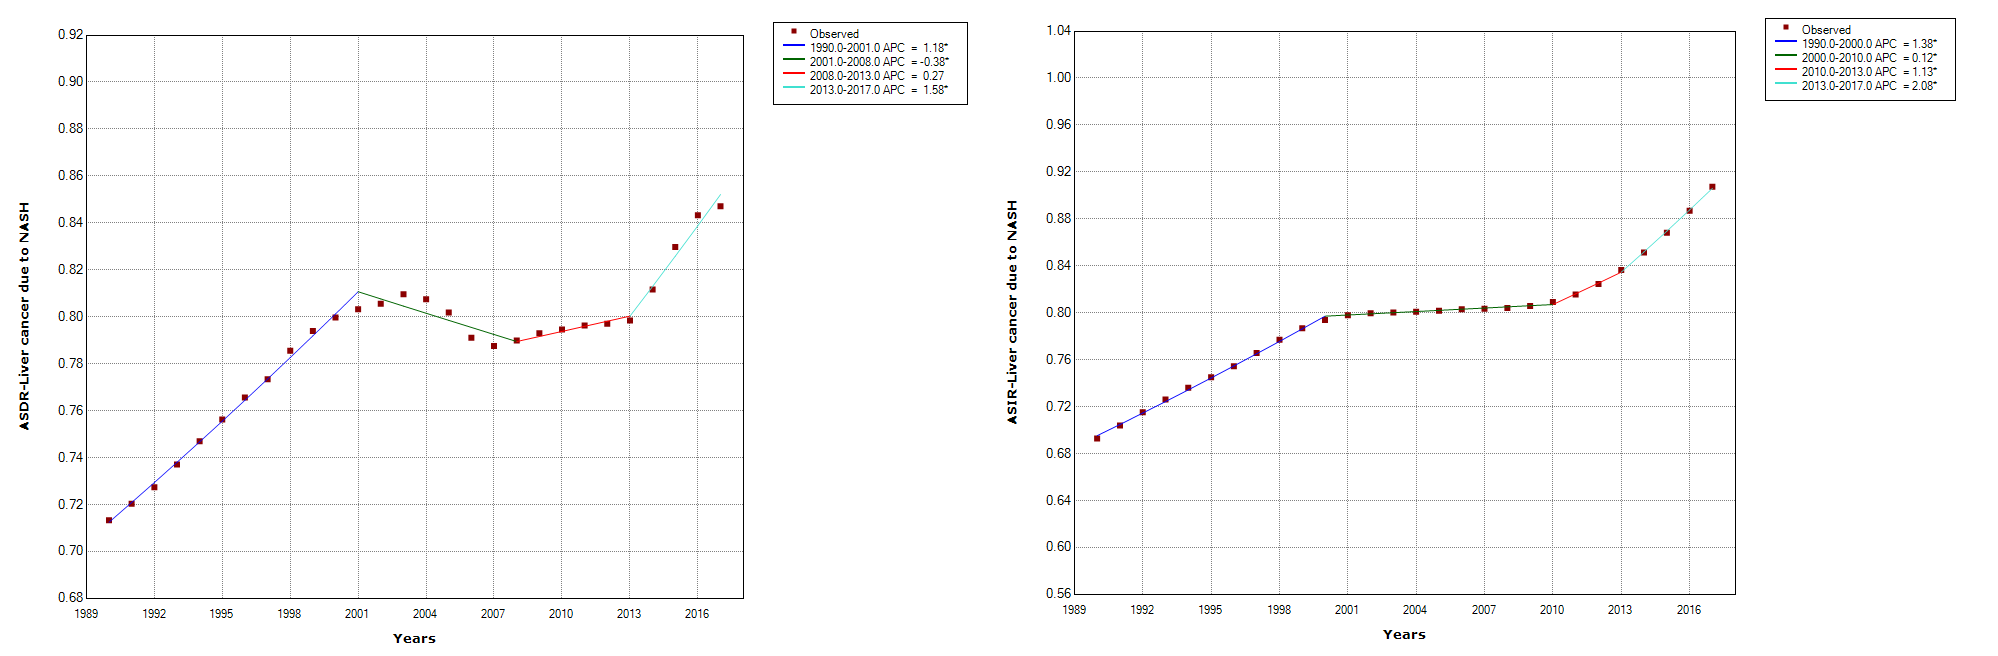 0.92
0.90
0.88
0.86
0.84
0.82
0.80
0.78
0.76
0.74
0.72
0.70
0.68
ASDR-Liver cancer due to NASH
1989 1992 1995 1998 2001 2004 2007 2010 2013 2016
Years
Observed
1990.0-2001.0 APC = 1.18*
2001.0-2008.0 APC = -0.38*
2008.0-2013.0 APC = 0.27
2013.0-2017.0 APC = 1.58*
1.04
1.00
0.96
0.92
0.88
0.84
0.80
0.76
0.72
0.68
0.64
0.60
0.56
ASIR-Liver cancer due to NASH
1989 1992 1995 1998 2001 2004 2007 2010 2013 2016
Years
Observed
1990.0-2000.0 APC = 1.38*
2000.0-2010.0 APC = 0.12*
2010.0-2013.0 APC = 1.13*
2013.0-2017.0 APC = 2.08*